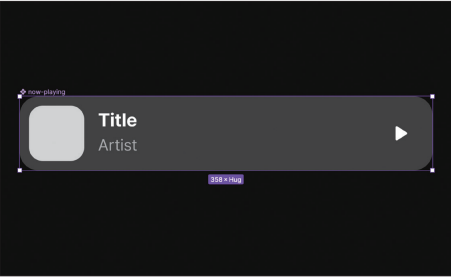 now-playing
Title
Artist
358 × Hug